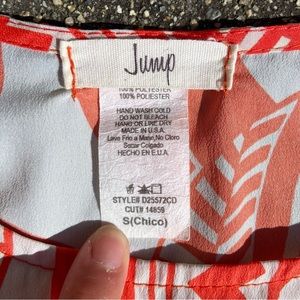 Jump
100% POLYESTER
100% POLIESTER
HAND WASH COLD
DO NOT BLEACH
HANG OR LINE DRY
MADE IN U.S.A.
Lave Frio a Mano, No Cloro
Secar Colgado
HECHO EN E.U.A.
STYLE# D25572CD
CUT# 14859
S(Chico)